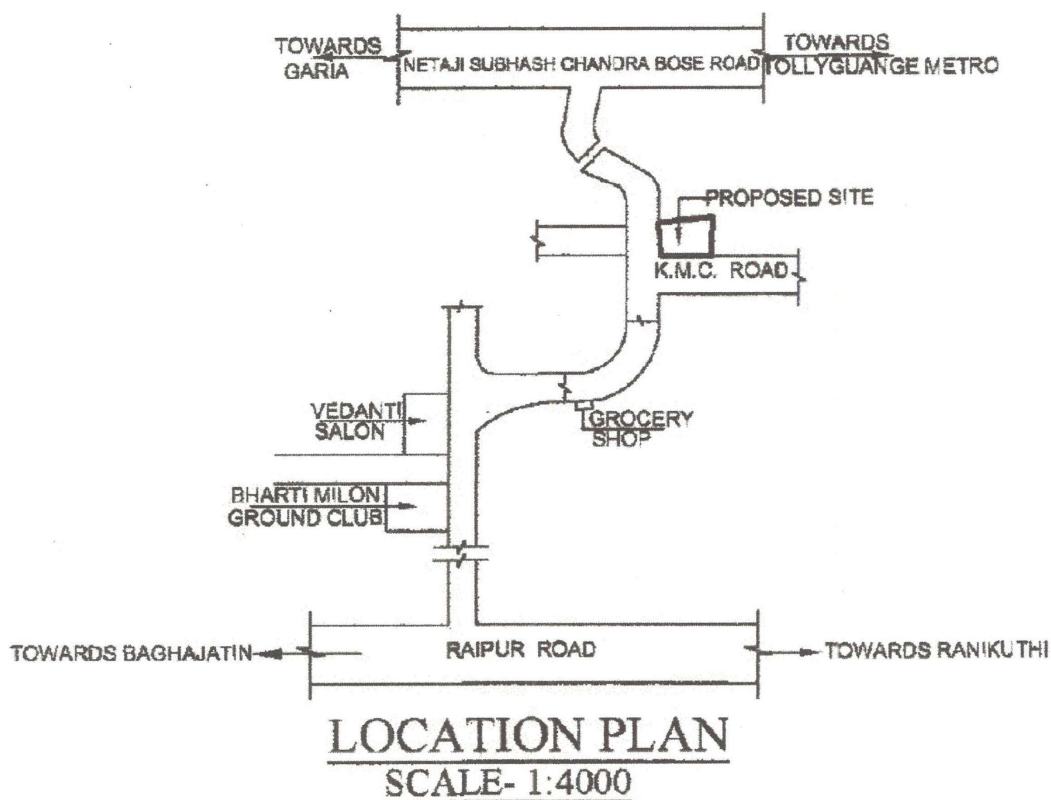 TOWARDS
GARIA
NETAJI SUBHASH CHANDRA BOSE ROAD
TOWARDS
TOLLYGUANGE METRO
PROPOSED SITE
K.M.C. ROAD
VEDANTI
SALON
GROCERY
SHOP
BHARTI MILON
GROUND CLUB
TOWARDS BAGHAJATIN
RAIPUR ROAD
TOWARDS RANIKUTHI
LOCATION PLAN
SCALE- 1:4000